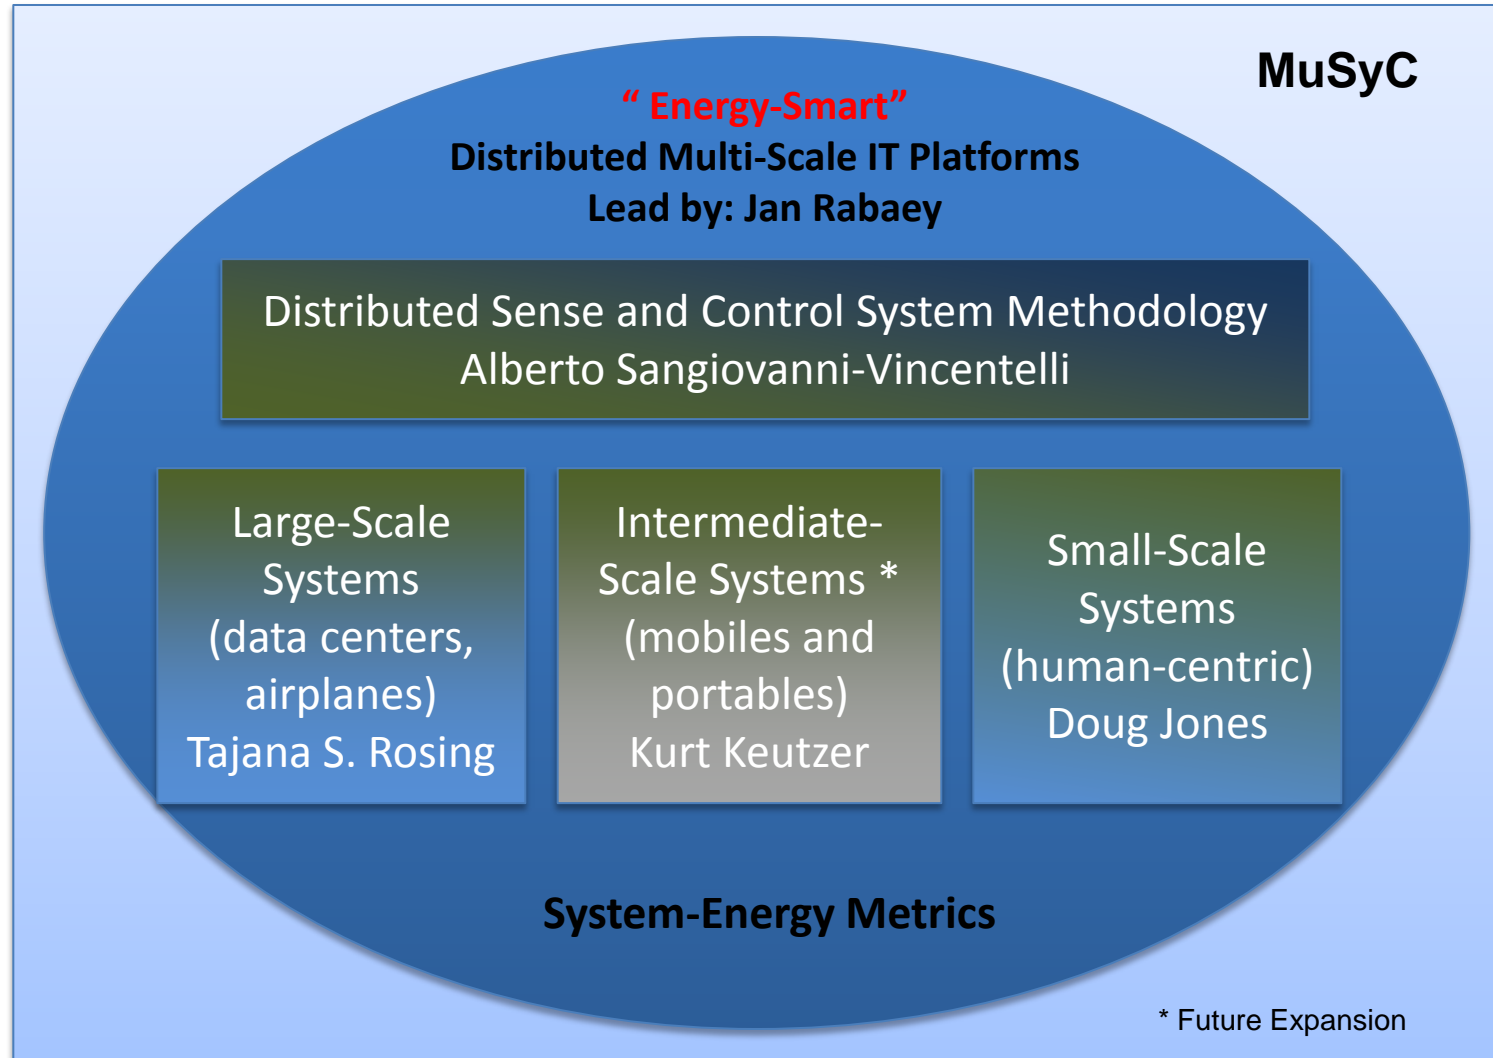 MuSyC
“ Energy-Smart”
Distributed Multi-Scale IT Platforms
Lead by: Jan Rabaey
Distributed Sense and Control System Methodology
Alberto Sangiovanni-Vincentelli
Large-Scale
Systems
(data centers,
airplanes)
Tajana S. Rosing
Intermediate-
Scale Systems *
(mobiles and
portables)
Kurt Keutzer
Small-Scale
Systems
(human-centric)
Doug Jones
System-Energy Metrics
* Future Expansion